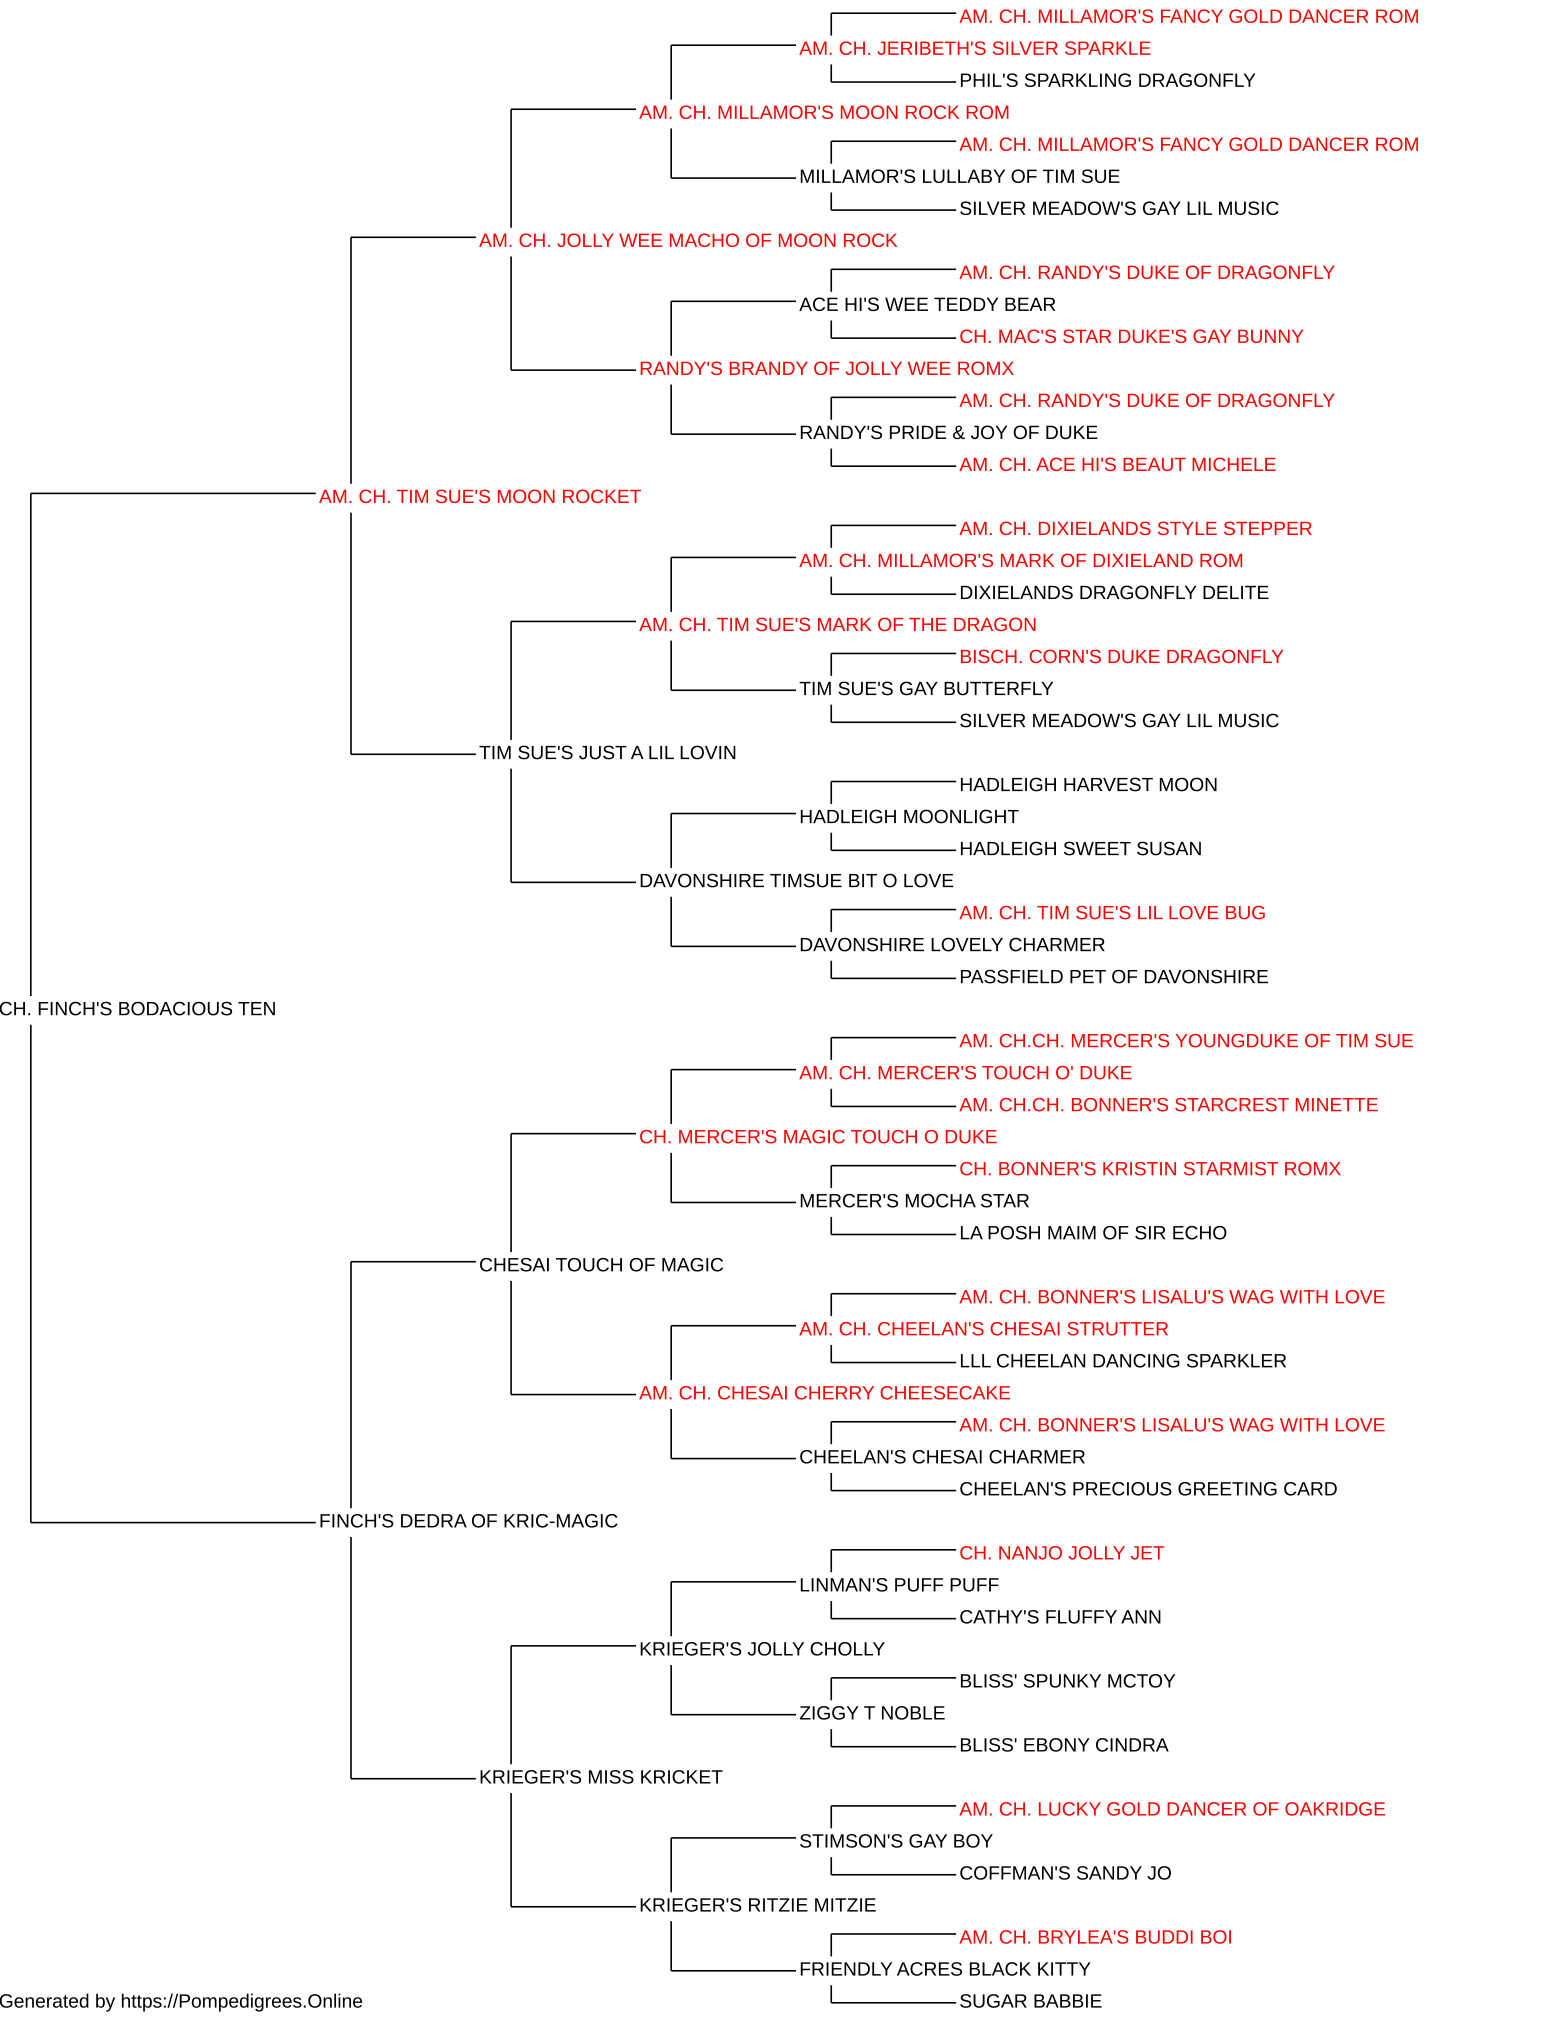 AM. CH. MILLAMOR'S FANCY GOLD DANCER ROM
AM. CH. JERIBETH'S SILVER SPARKLE
PHIL'S SPARKLING DRAGONFLY
AM. CH. MILLAMOR'S MOON ROCK ROM
AM. CH. MILLAMOR'S FANCY GOLD DANCER ROM
MILLAMOR'S LULLABY OF TIM SUE
SILVER MEADOW'S GAY LIL MUSIC
AM. CH. JOLLY WEE MACHO OF MOON ROCK
AM. CH. RANDY'S DUKE OF DRAGONFLY
ACE HI'S WEE TEDDY BEAR
CH. MAC'S STAR DUKE'S GAY BUNNY
RANDY'S BRANDY OF JOLLY WEE ROMX
AM. CH. RANDY'S DUKE OF DRAGONFLY
RANDY'S PRIDE & JOY OF DUKE
AM. CH. ACE HI'S BEAUT MICHELE
AM. CH. TIM SUE'S MOON ROCKET
AM. CH. DIXIELANDS STYLE STEPPER
AM. CH. MILLAMOR'S MARK OF DIXIELAND ROM
DIXIELANDS DRAGONFLY DELITE
AM. CH. TIM SUE'S MARK OF THE DRAGON
BISCH. CORN'S DUKE DRAGONFLY
TIM SUE'S GAY BUTTERFLY
SILVER MEADOW'S GAY LIL MUSIC
TIM SUE'S JUST A LIL LOVIN
HADLEIGH HARVEST MOON
HADLEIGH MOONLIGHT
HADLEIGH SWEET SUSAN
DAVONSHIRE TIMSUE BIT O LOVE
AM. CH. TIM SUE'S LIL LOVE BUG
DAVONSHIRE LOVELY CHARMER
PASSFIELD PET OF DAVONSHIRE
CH. FINCH'S BODACIOUS TEN
AM. CH.CH. MERCER'S YOUNGDUKE OF TIM SUE
AM. CH. MERCER'S TOUCH O' DUKE
AM. CH.CH. BONNER'S STARCREST MINETTE
CH. MERCER'S MAGIC TOUCH O DUKE
CH. BONNER'S KRISTIN STARMIST ROMX
MERCER'S MOCHA STAR
LA POSH MAIM OF SIR ECHO
CHESAI TOUCH OF MAGIC
AM. CH. BONNER'S LISALU'S WAG WITH LOVE
AM. CH. CHEELAN'S CHESAI STRUTTER
LLL CHEELAN DANCING SPARKLER
AM. CH. CHESAI CHERRY CHEESECAKE
AM. CH. BONNER'S LISALU'S WAG WITH LOVE
CHEELAN'S CHESAI CHARMER
CHEELAN'S PRECIOUS GREETING CARD
FINCH'S DEDRA OF KRIC-MAGIC
CH. NANJO JOLLY JET
LINMAN'S PUFF PUFF
CATHY'S FLUFFY ANN
KRIEGER'S JOLLY CHOLLY
BLISS' SPUNKY MCTOY
ZIGGY T NOBLE
BLISS' EBONY CINDRA
KRIEGER'S MISS KRICKET
AM. CH. LUCKY GOLD DANCER OF OAKRIDGE
STIMSON'S GAY BOY
COFFMAN'S SANDY JO
KRIEGER'S RITZIE MITZIE
AM. CH. BRYLEA'S BUDDI BOI
FRIENDLY ACRES BLACK KITTY
SUGAR BABBIE
Generated by https://Pompedigrees.Online